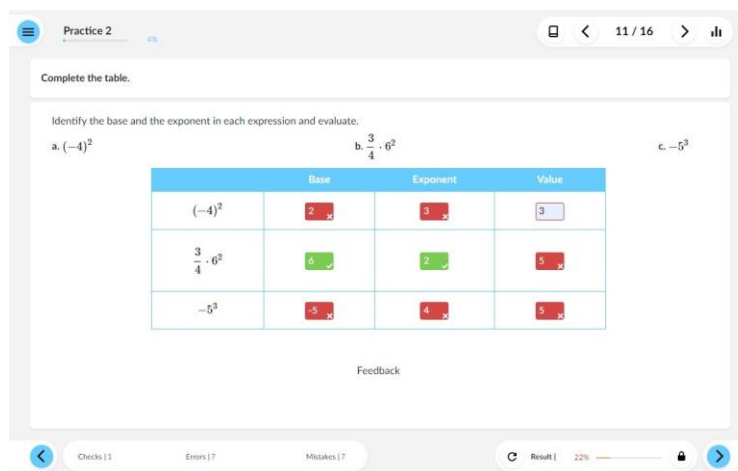 Practice 2
4%
11 / 16
Complete the table.
Identify the base and the exponent in each expression and evaluate.
a. (−4)² b. 3/4 · 6² c. −5³
Base Exponent Value
(−4)² 2 3 3
3/4 · 6² 6 2 5
−5³ -5 4 5
Feedback
Checks | 1 Errors | 7 Mistakes | 7 Result | 22%